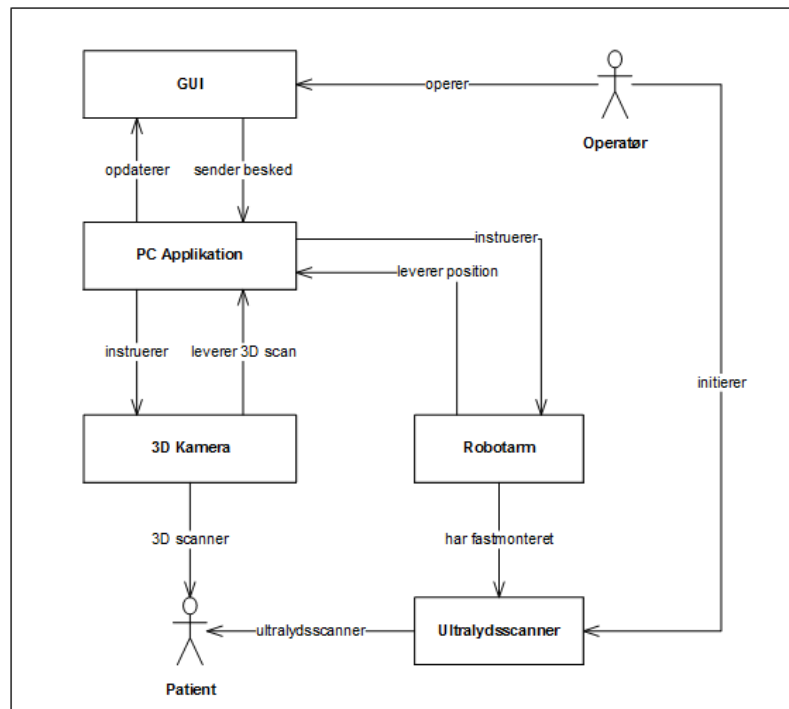 GUI
operer
Operatør
opdaterer
sender besked
PC Applikation
instruerer
leverer position
instruerer
leverer 3D scan
initierer
3D Kamera
Robotarm
3D scanner
har fastmonteret
ultralydsscanner
Ultralydsscanner
Patient